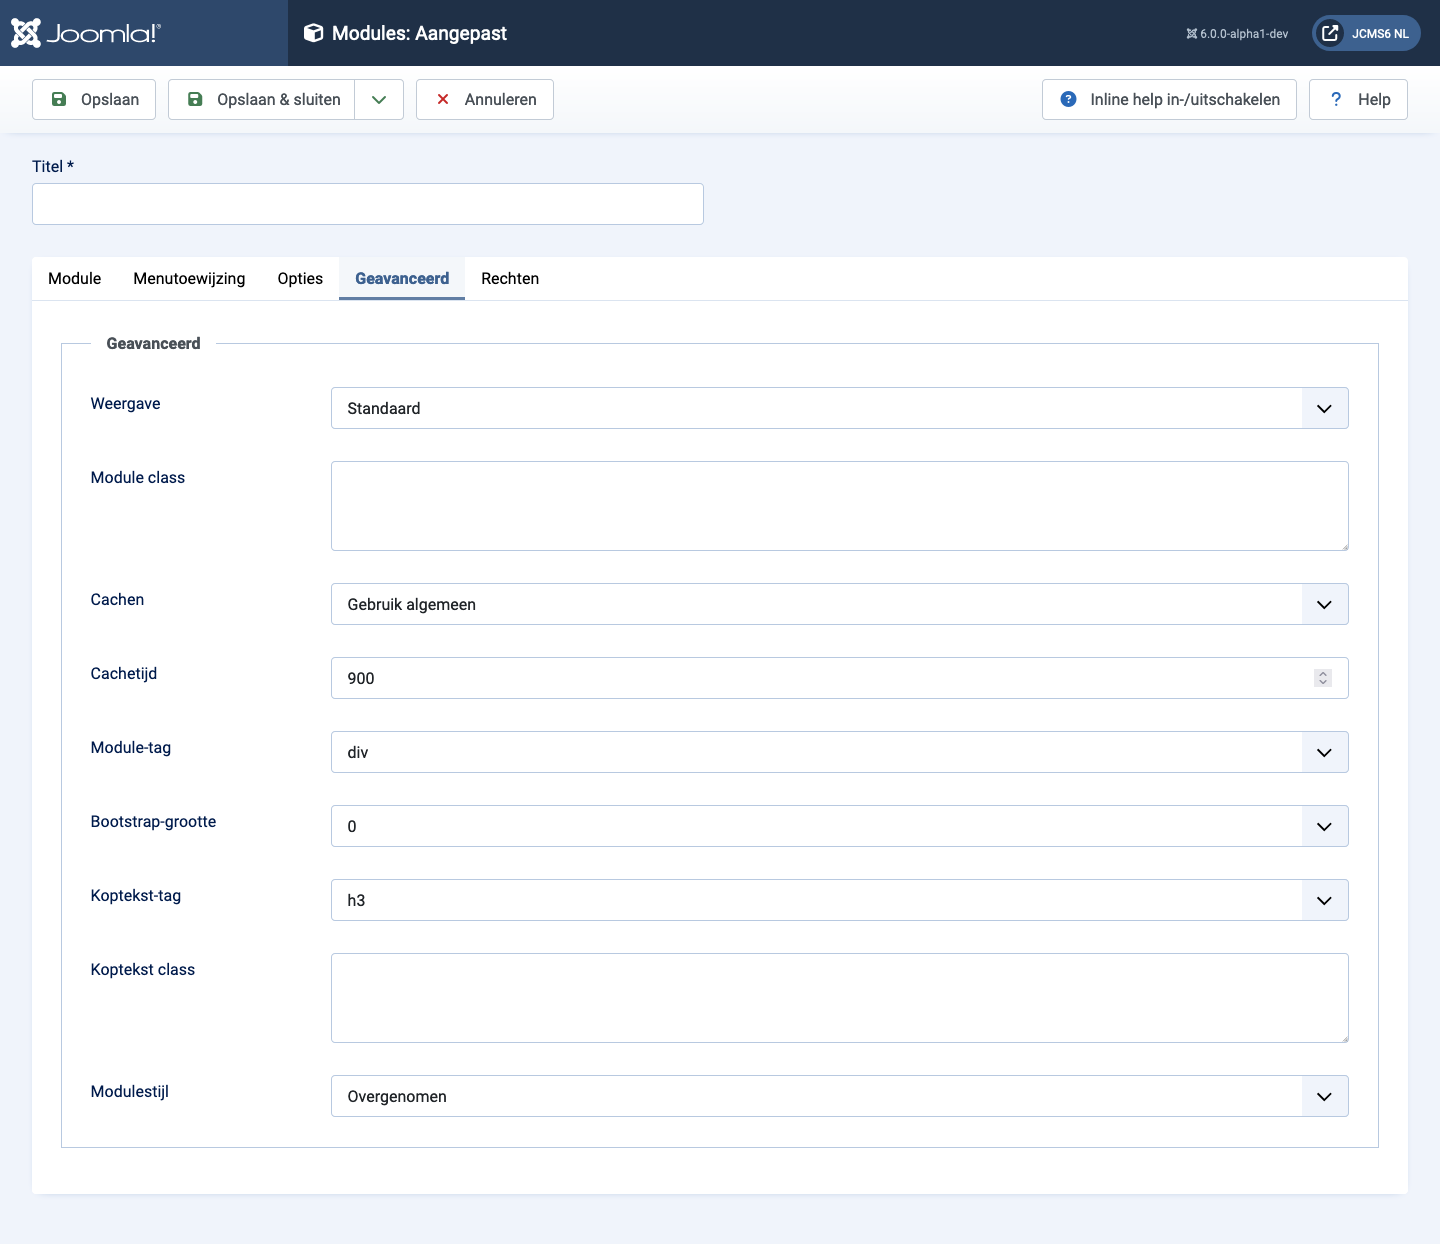 Joomla!®
Modules: Aangepast
6.0.0-alpha1-dev
JCMS6 NL
Opslaan
Opslaan & sluiten
Annuleren
Inline help in-/uitschakelen
? Help
Titel *
Module
Menutoewijzing
Opties
Geavanceerd
Rechten
Geavanceerd
Weergave
Standaard
Module class
Cachen
Gebruik algemeen
Cachetijd
900
Module-tag
div
Bootstrap-grootte
0
Koptekst-tag
h3
Koptekst class
Modulestijl
Overgenomen